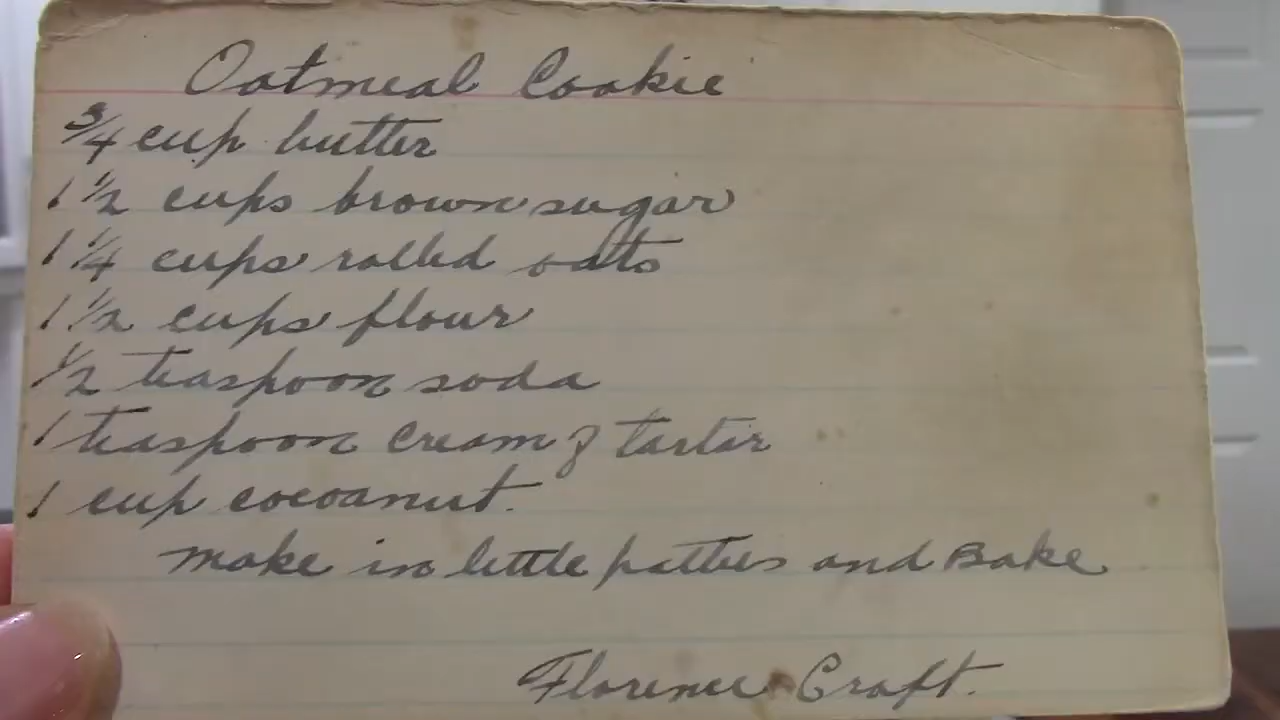 Oatmeal Cookie
3/4 cup butter
1 1/2 cups brown sugar
1 1/4 cups rolled oats
1 1/2 cups flour
1/2 teaspoon soda
1 teaspoon cream of tartar
1 cup cocoanut.
make in little patties and Bake
Florence Craft.